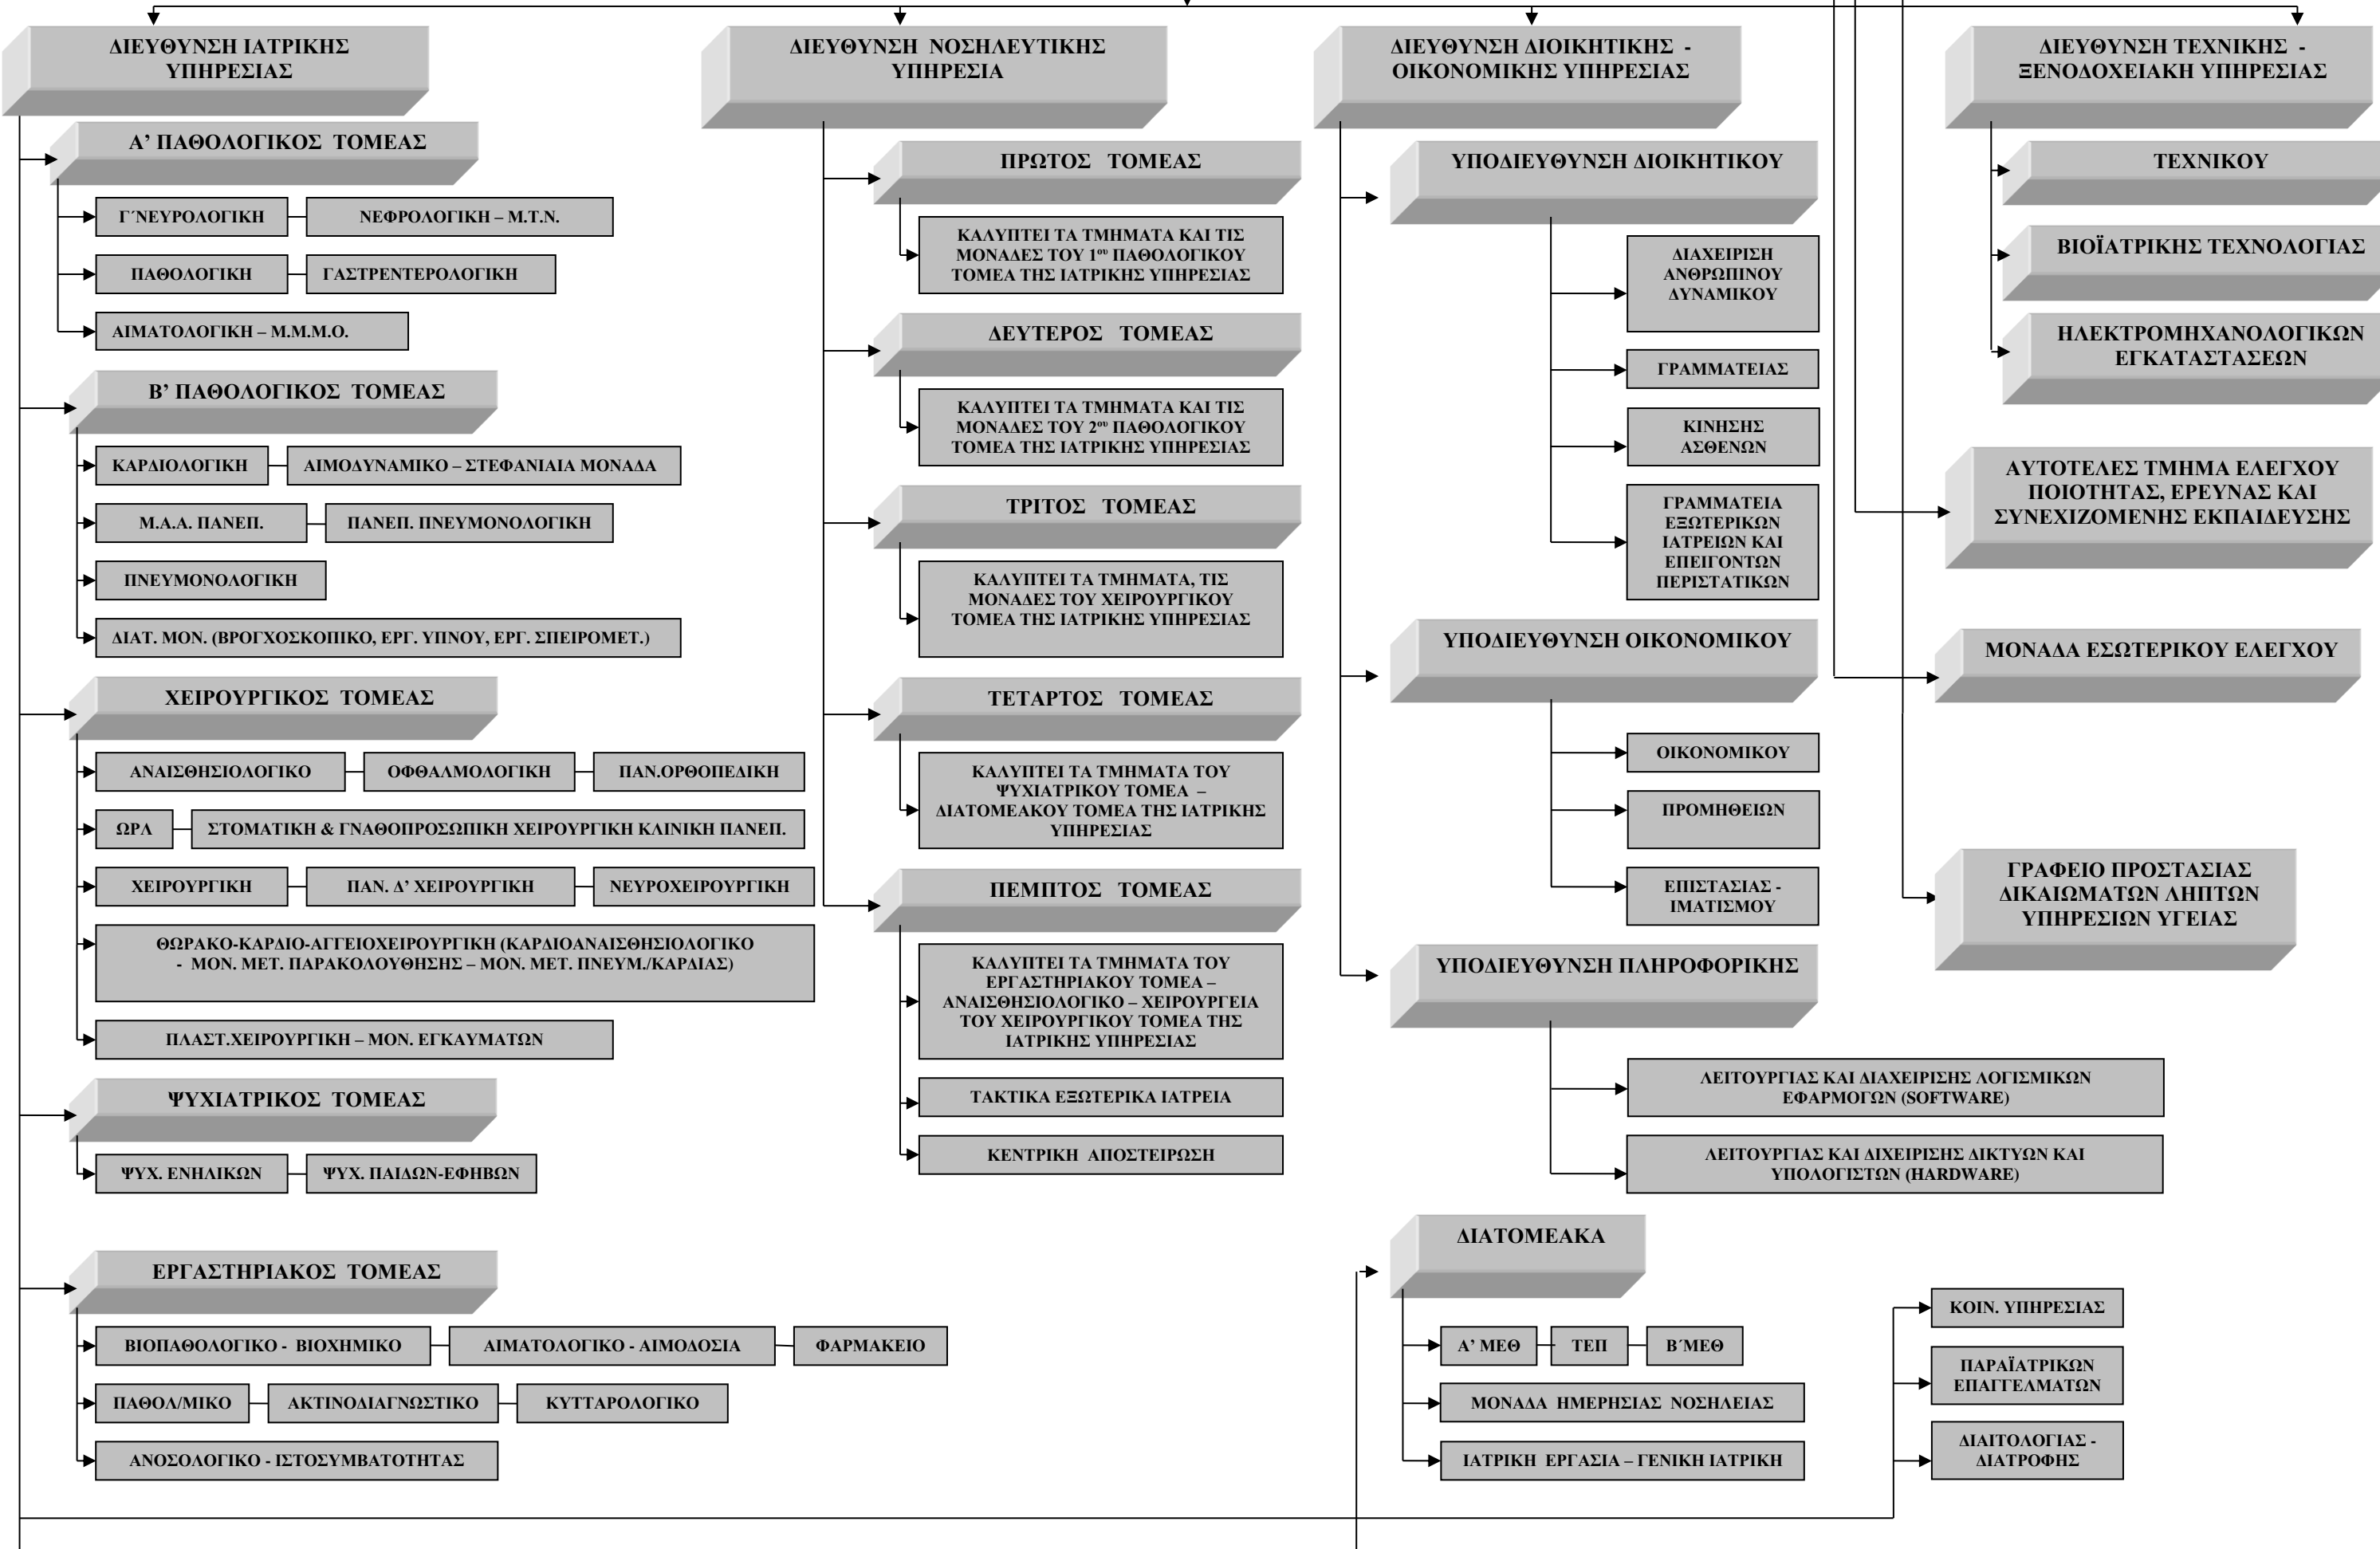 ΔΙΕΥΘΥΝΣΗ ΙΑΤΡΙΚΗΣ
ΥΠΗΡΕΣΙΑΣ
Α’ ΠΑΘΟΛΟΓΙΚΟΣ ΤΟΜΕΑΣ
Γ΄ΝΕΥΡΟΛΟΓΙΚΗ
ΝΕΦΡΟΛΟΓΙΚΗ – Μ.Τ.Ν.
ΠΑΘΟΛΟΓΙΚΗ
ΓΑΣΤΡΕΝΤΕΡΟΛΟΓΙΚΗ
ΑΙΜΑΤΟΛΟΓΙΚΗ – Μ.Μ.Μ.Ο.
Β’ ΠΑΘΟΛΟΓΙΚΟΣ ΤΟΜΕΑΣ
ΚΑΡΔΙΟΛΟΓΙΚΗ
ΑΙΜΟΔΥΝΑΜΙΚΟ – ΣΤΕΦΑΝΙΑΙΑ ΜΟΝΑΔΑ
Μ.Α.Α. ΠΑΝΕΠ.
ΠΑΝΕΠ. ΠΝΕΥΜΟΝΟΛΟΓΙΚΗ
ΠΝΕΥΜΟΝΟΛΟΓΙΚΗ
ΔΙΑΤ. ΜΟΝ. (ΒΡΟΓΧΟΣΚΟΠΙΚΟ, ΕΡΓ. ΥΠΝΟΥ, ΕΡΓ. ΣΠΕΙΡΟΜΕΤ.)
ΧΕΙΡΟΥΡΓΙΚΟΣ ΤΟΜΕΑΣ
ΑΝΑΙΣΘΗΣΙΟΛΟΓΙΚΟ
ΟΦΘΑΛΜΟΛΟΓΙΚΗ
ΠΑΝ.ΟΡΘΟΠΕΔΙΚΗ
ΩΡΛ
ΣΤΟΜΑΤΙΚΗ & ΓΝΑΘΟΠΡΟΣΩΠΙΚΗ ΧΕΙΡΟΥΡΓΙΚΗ ΚΛΙΝΙΚΗ ΠΑΝΕΠ.
ΧΕΙΡΟΥΡΓΙΚΗ
ΠΑΝ. Δ’ ΧΕΙΡΟΥΡΓΙΚΗ
ΝΕΥΡΟΧΕΙΡΟΥΡΓΙΚΗ
ΘΩΡΑΚΟ-ΚΑΡΔΙΟ-ΑΓΓΕΙΟΧΕΙΡΟΥΡΓΙΚΗ (ΚΑΡΔΙΟΑΝΑΙΣΘΗΣΙΟΛΟΓΙΚΟ
- ΜΟΝ. ΜΕΤ. ΠΑΡΑΚΟΛΟΥΘΗΣΗΣ – ΜΟΝ. ΜΕΤ. ΠΝΕΥΜ./ΚΑΡΔΙΑΣ)
ΠΛΑΣΤ.ΧΕΙΡΟΥΡΓΙΚΗ – ΜΟΝ. ΕΓΚΑΥΜΑΤΩΝ
ΨΥΧΙΑΤΡΙΚΟΣ ΤΟΜΕΑΣ
ΨΥΧ. ΕΝΗΛΙΚΩΝ
ΨΥΧ. ΠΑΙΔΩΝ-ΕΦΗΒΩΝ
ΕΡΓΑΣΤΗΡΙΑΚΟΣ ΤΟΜΕΑΣ
ΒΙΟΠΑΘΟΛΟΓΙΚΟ - ΒΙΟΧΗΜΙΚΟ
ΑΙΜΑΤΟΛΟΓΙΚΟ - ΑΙΜΟΔΟΣΙΑ
ΦΑΡΜΑΚΕΙΟ
ΠΑΘΟΛ/ΜΙΚΟ
ΑΚΤΙΝΟΔΙΑΓΝΩΣΤΙΚΟ
ΚΥΤΤΑΡΟΛΟΓΙΚΟ
ΑΝΟΣΟΛΟΓΙΚΟ - ΙΣΤΟΣΥΜΒΑΤΟΤΗΤΑΣ
ΔΙΕΥΘΥΝΣΗ ΝΟΣΗΛΕΥΤΙΚΗΣ
ΥΠΗΡΕΣΙΑ
ΠΡΩΤΟΣ ΤΟΜΕΑΣ
ΚΑΛΥΠΤΕΙ ΤΑ ΤΜΗΜΑΤΑ ΚΑΙ ΤΙΣ
ΜΟΝΑΔΕΣ ΤΟΥ 1ου ΠΑΘΟΛΟΓΙΚΟΥ
ΤΟΜΕΑ ΤΗΣ ΙΑΤΡΙΚΗΣ ΥΠΗΡΕΣΙΑΣ
ΔΕΥΤΕΡΟΣ ΤΟΜΕΑΣ
ΚΑΛΥΠΤΕΙ ΤΑ ΤΜΗΜΑΤΑ ΚΑΙ ΤΙΣ
ΜΟΝΑΔΕΣ ΤΟΥ 2ου ΠΑΘΟΛΟΓΙΚΟΥ
ΤΟΜΕΑ ΤΗΣ ΙΑΤΡΙΚΗΣ ΥΠΗΡΕΣΙΑΣ
ΤΡΙΤΟΣ ΤΟΜΕΑΣ
ΚΑΛΥΠΤΕΙ ΤΑ ΤΜΗΜΑΤΑ, ΤΙΣ
ΜΟΝΑΔΕΣ ΤΟΥ ΧΕΙΡΟΥΡΓΙΚΟΥ
ΤΟΜΕΑ ΤΗΣ ΙΑΤΡΙΚΗΣ ΥΠΗΡΕΣΙΑΣ
ΤΕΤΑΡΤΟΣ ΤΟΜΕΑΣ
ΚΑΛΥΠΤΕΙ ΤΑ ΤΜΗΜΑΤΑ ΤΟΥ
ΨΥΧΙΑΤΡΙΚΟΥ ΤΟΜΕΑ –
ΔΙΑΤΟΜΕΑΚΟΥ ΤΟΜΕΑ ΤΗΣ ΙΑΤΡΙΚΗΣ
ΥΠΗΡΕΣΙΑΣ
ΠΕΜΠΤΟΣ ΤΟΜΕΑΣ
ΚΑΛΥΠΤΕΙ ΤΑ ΤΜΗΜΑΤΑ ΤΟΥ
ΕΡΓΑΣΤΗΡΙΑΚΟΥ ΤΟΜΕΑ –
ΑΝΑΙΣΘΗΣΙΟΛΟΓΙΚΟ – ΧΕΙΡΟΥΡΓΕΙΑ
ΤΟΥ ΧΕΙΡΟΥΡΓΙΚΟΥ ΤΟΜΕΑ ΤΗΣ
ΙΑΤΡΙΚΗΣ ΥΠΗΡΕΣΙΑΣ
ΤΑΚΤΙΚΑ ΕΞΩΤΕΡΙΚΑ ΙΑΤΡΕΙΑ
ΚΕΝΤΡΙΚΗ ΑΠΟΣΤΕΙΡΩΣΗ
ΔΙΕΥΘΥΝΣΗ ΔΙΟΙΚΗΤΙΚΗΣ -
ΟΙΚΟΝΟΜΙΚΗΣ ΥΠΗΡΕΣΙΑΣ
ΥΠΟΔΙΕΥΘΥΝΣΗ ΔΙΟΙΚΗΤΙΚΟΥ
ΔΙΑΧΕΙΡΙΣΗ
ΑΝΘΡΩΠΙΝΟΥ
ΔΥΝΑΜΙΚΟΥ
ΓΡΑΜΜΑΤΕΙΑΣ
ΚΙΝΗΣΗΣ
ΑΣΘΕΝΩΝ
ΓΡΑΜΜΑΤΕΙΑ
ΕΞΩΤΕΡΙΚΩΝ
ΙΑΤΡΕΙΩΝ ΚΑΙ
ΕΠΕΙΓΟΝΤΩΝ
ΠΕΡΙΣΤΑΤΙΚΩΝ
ΥΠΟΔΙΕΥΘΥΝΣΗ ΟΙΚΟΝΟΜΙΚΟΥ
ΟΙΚΟΝΟΜΙΚΟΥ
ΠΡΟΜΗΘΕΙΩΝ
ΕΠΙΣΤΑΣΙΑΣ -
ΙΜΑΤΙΣΜΟΥ
ΥΠΟΔΙΕΥΘΥΝΣΗ ΠΛΗΡΟΦΟΡΙΚΗΣ
ΛΕΙΤΟΥΡΓΙΑΣ ΚΑΙ ΔΙΑΧΕΙΡΙΣΗΣ ΛΟΓΙΣΜΙΚΩΝ
ΕΦΑΡΜΟΓΩΝ (SOFTWARE)
ΛΕΙΤΟΥΡΓΙΑΣ ΚΑΙ ΔΙΧΕΙΡΙΣΗΣ ΔΙΚΤΥΩΝ ΚΑΙ
ΥΠΟΛΟΓΙΣΤΩΝ (HARDWARE)
ΔΙΑΤΟΜΕΑΚΑ
Α’ ΜΕΘ
ΤΕΠ
Β΄ΜΕΘ
ΜΟΝΑΔΑ ΗΜΕΡΗΣΙΑΣ ΝΟΣΗΛΕΙΑΣ
ΙΑΤΡΙΚΗ ΕΡΓΑΣΙΑ – ΓΕΝΙΚΗ ΙΑΤΡΙΚΗ
ΔΙΕΥΘΥΝΣΗ ΤΕΧΝΙΚΗΣ -
ΞΕΝΟΔΟΧΕΙΑΚΗ ΥΠΗΡΕΣΙΑΣ
ΤΕΧΝΙΚΟΥ
ΒΙΟΪΑΤΡΙΚΗΣ ΤΕΧΝΟΛΟΓΙΑΣ
ΗΛΕΚΤΡΟΜΗΧΑΝΟΛΟΓΙΚΩΝ
ΕΓΚΑΤΑΣΤΑΣΕΩΝ
ΑΥΤΟΤΕΛΕΣ ΤΜΗΜΑ ΕΛΕΓΧΟΥ
ΠΟΙΟΤΗΤΑΣ, ΕΡΕΥΝΑΣ ΚΑΙ
ΣΥΝΕΧΙΖΟΜΕΝΗΣ ΕΚΠΑΙΔΕΥΣΗΣ
ΜΟΝΑΔΑ ΕΣΩΤΕΡΙΚΟΥ ΕΛΕΓΧΟΥ
ΓΡΑΦΕΙΟ ΠΡΟΣΤΑΣΙΑΣ
ΔΙΚΑΙΩΜΑΤΩΝ ΛΗΠΤΩΝ
ΥΠΗΡΕΣΙΩΝ ΥΓΕΙΑΣ
ΚΟΙΝ. ΥΠΗΡΕΣΙΑΣ
ΠΑΡΑΪΑΤΡΙΚΩΝ
ΕΠΑΓΓΕΛΜΑΤΩΝ
ΔΙΑΙΤΟΛΟΓΙΑΣ -
ΔΙΑΤΡΟΦΗΣ